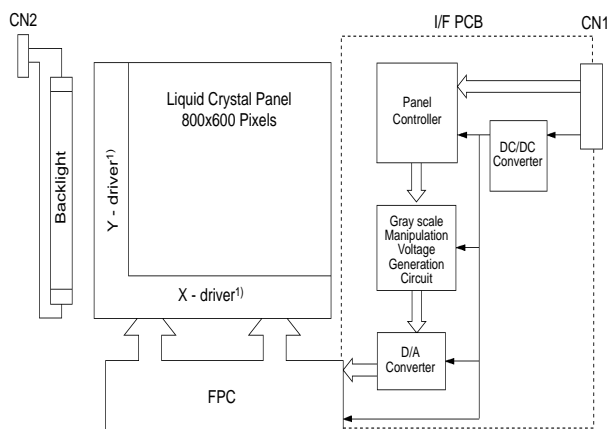 CN2
I/F PCB
CN1
Liquid Crystal Panel
800x600 Pixels
Panel
Controller
DC/DC
Converter
Backlight
Y - driver1)
Gray scale
Manipulation
Voltage
Generation
Circuit
X - driver1)
D/A
Converter
FPC